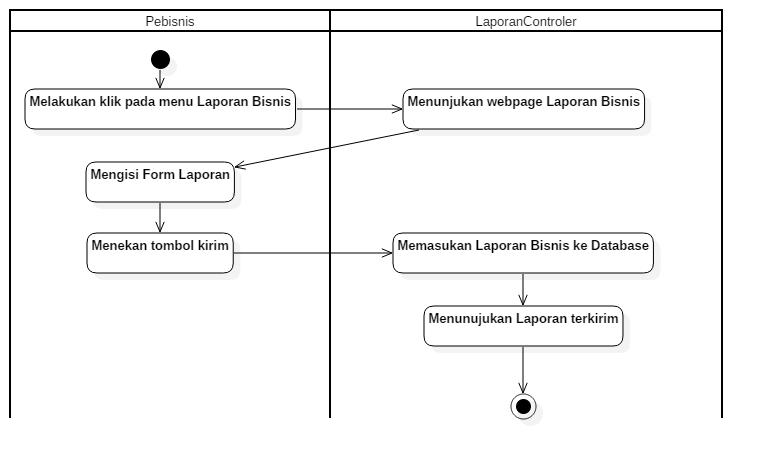 Pebisnis
LaporanControler
Melakukan klik pada menu Laporan Bisnis
Menunjukan webpage Laporan Bisnis
Mengisi Form Laporan
Menekan tombol kirim
Memasukan Laporan Bisnis ke Database
Menunujukan Laporan terkirim